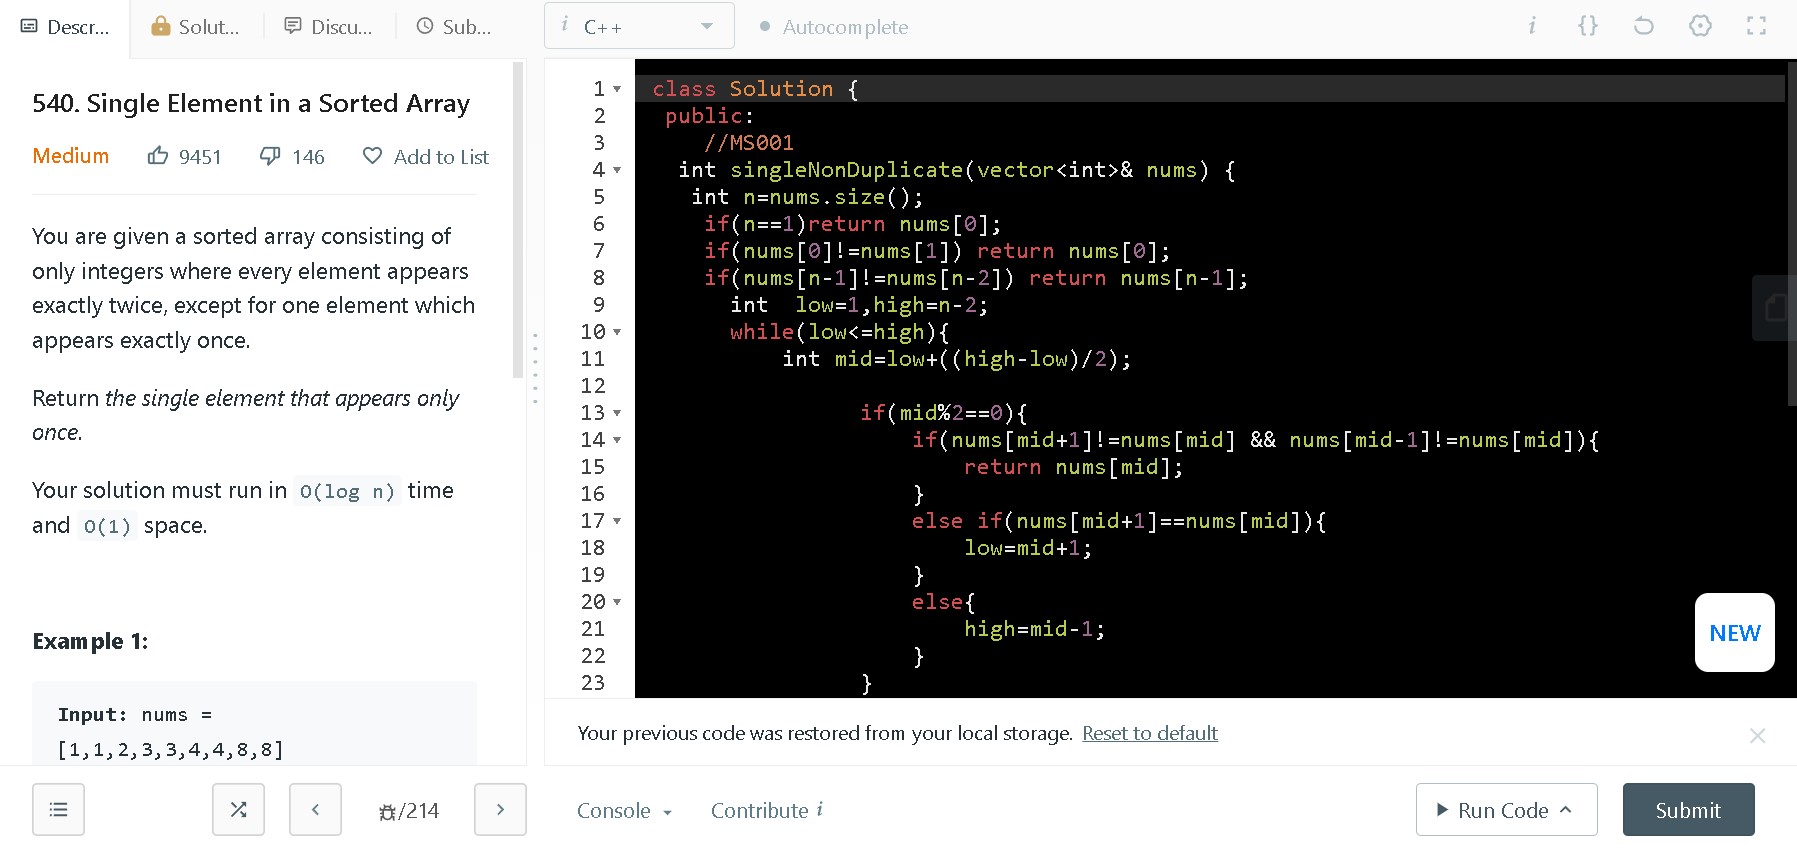 Descr...
Solut...
Discu...
Sub...
i C++
Autocomplete
i {}
540. Single Element in a Sorted Array
Medium 9451 146 Add to List
You are given a sorted array consisting of
only integers where every element appears
exactly twice, except for one element which
appears exactly once.
Return the single element that appears only
once.
Your solution must run in O(log n) time
and O(1) space.
Example 1:
Input: nums =
[1,1,2,3,3,4,4,8,8]
/214
1 class Solution {
2 public:
3 //MS001
4 int singleNonDuplicate(vector<int>& nums) {
5 int n=nums.size();
6 if(n==1)return nums[0];
7 if(nums[0]!=nums[1]) return nums[0];
8 if(nums[n-1]!=nums[n-2]) return nums[n-1];
9 int  low=1,high=n-2;
10 while(low<=high){
11 int mid=low+((high-low)/2);
12
13 if(mid%2==0){
14 if(nums[mid+1]!=nums[mid] && nums[mid-1]!=nums[mid]){
15 return nums[mid];
16 }
17 else if(nums[mid+1]==nums[mid]){
18 low=mid+1;
19 }
20 else{
21 high=mid-1;
22 }
23 }
NEW
Your previous code was restored from your local storage. Reset to default
Console
Contribute i
Run Code
Submit